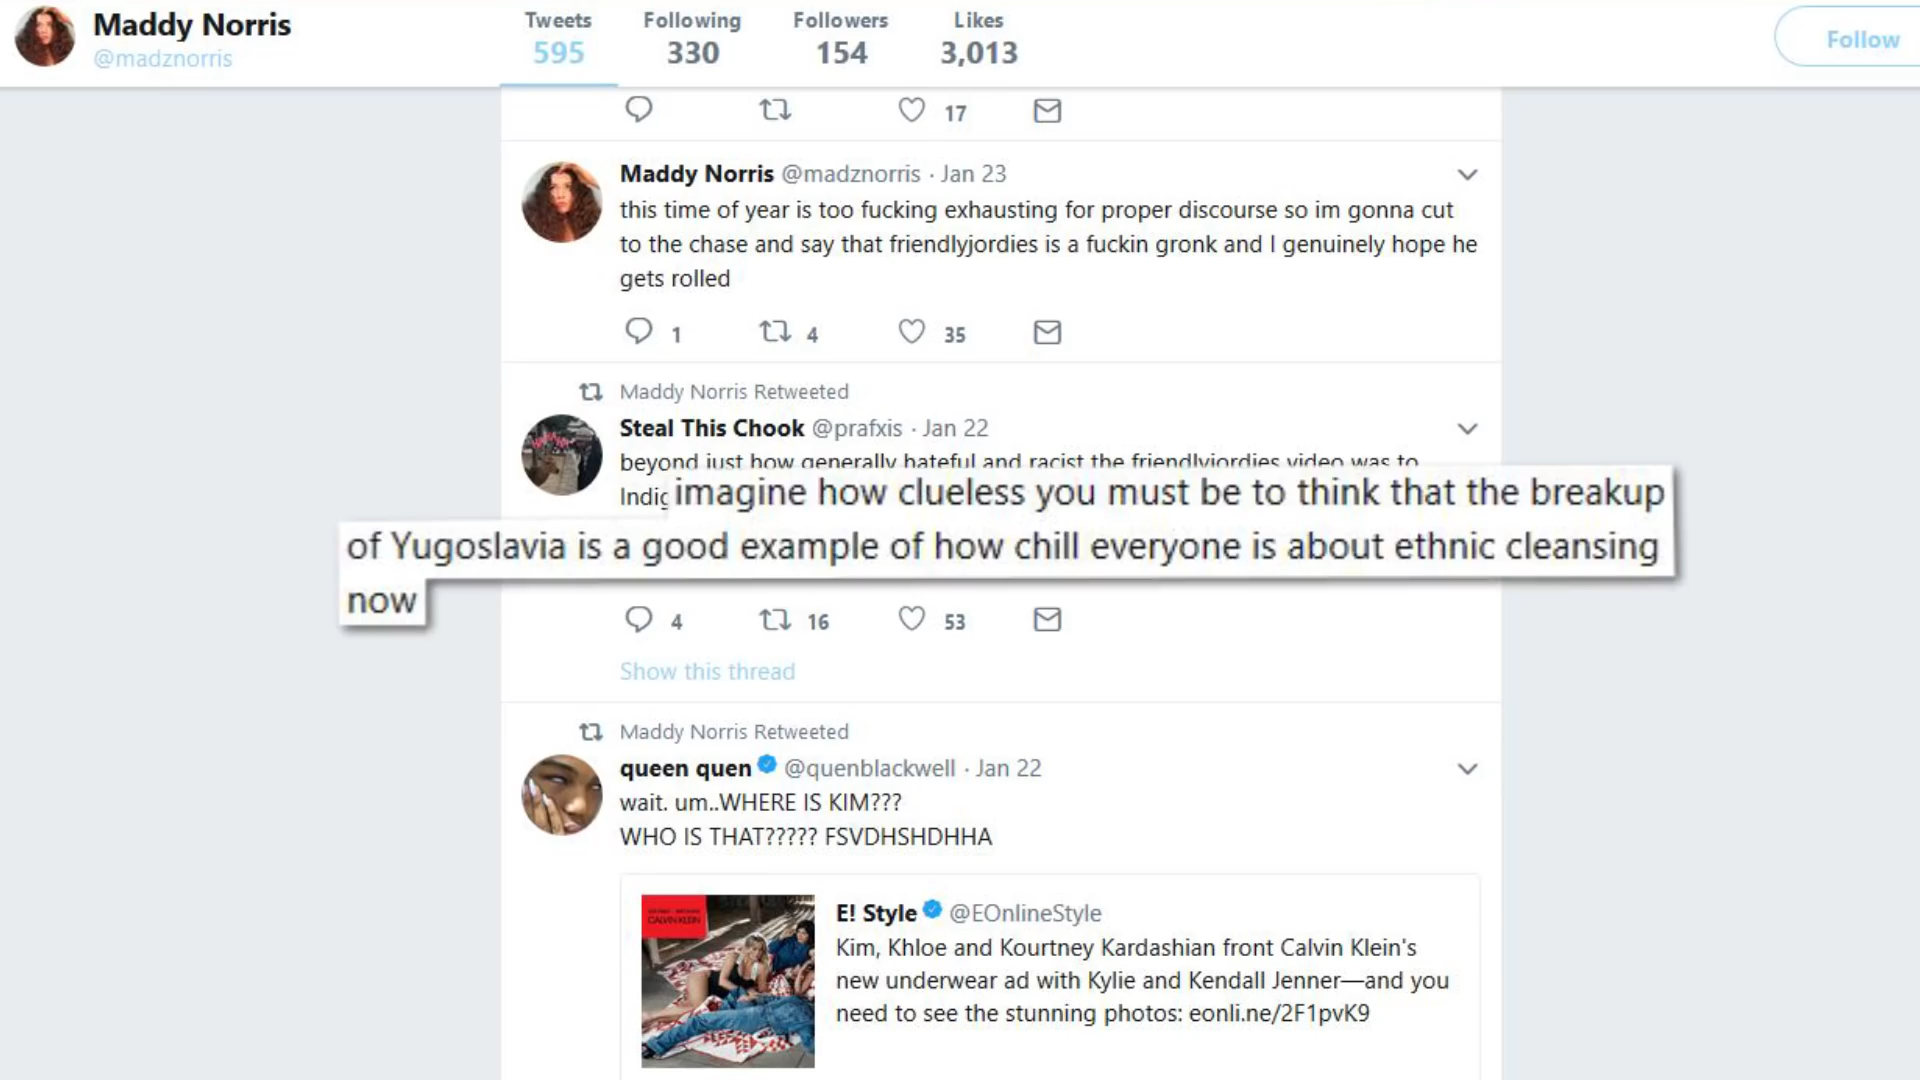 Maddy Norris
@madznorris
Tweets
595
Following
330
Followers
154
Likes
3,013
Follow
17
Maddy Norris @madznorris · Jan 23
this time of year is too fucking exhausting for proper discourse so im gonna cut
to the chase and say that friendlyjordies is a fuckin gronk and I genuinely hope he
gets rolled
1 4 35
Maddy Norris Retweeted
Steal This Chook @prafxis · Jan 22
beyond just how generally hateful and racist the friendlyjordies video was to
Indig
imagine how clueless you must be to think that the breakup
of Yugoslavia is a good example of how chill everyone is about ethnic cleansing
now
4 16 53
Show this thread
Maddy Norris Retweeted
queen quen @quenblackwell · Jan 22
wait. um..WHERE IS KIM???
WHO IS THAT????? FSVDHSHDHHA
CALVIN KLEIN
E! Style @EOnlineStyle
Kim, Khloe and Kourtney Kardashian front Calvin Klein's
new underwear ad with Kylie and Kendall Jenner—and you
need to see the stunning photos: eonli.ne/2F1pvK9